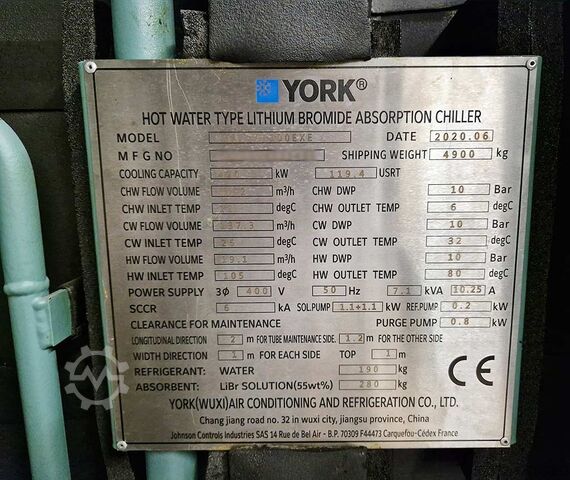 YORK®
HOT WATER TYPE LITHIUM BROMIDE ABSORPTION CHILLER
MODEL DATE 2020.06
MFG NO SHIPPING WEIGHT 4900 kg
COOLING CAPACITY kW 119.4 USRT
CHW FLOW VOLUME m³/h CHW DWP 10 Bar
CHW INLET TEMP degC CHW OUTLET TEMP 6 degC
CW FLOW VOLUME m³/h CW DWP 10 Bar
CW INLET TEMP degC CW OUTLET TEMP 32 degC
HW FLOW VOLUME 19.1 m³/h HW DWP 10 Bar
HW INLET TEMP 105 degC HW OUTLET TEMP 80 degC
POWER SUPPLY 3Ø 400 V 50 Hz 7.1 kVA 10.25 A
SCCR 6 kA SOL.PUMP 1.1+1.1 kW REF.PUMP 0.2 kW
CLEARANCE FOR MAINTENANCE PURGE PUMP 0.8 kW
LONGITUDINAL DIRECTION 2 m FOR TUBE MAINTENANCE SIDE. 1.2 m FOR THE OTHER SIDE
WIDTH DIRECTION 1 m FOR EACH SIDE TOP 1 m
REFRIGERANT: WATER 190 kg
ABSORBENT: LiBr SOLUTION(55wt%) 280 kg
CE
YORK(WUXI)AIR CONDITIONING AND REFRIGERATION CO., LTD.
Chang jiang road no. 32 in wuxi city, jiangsu province, China
Johnson Controls Industries SAS 14 Rue de Bel Air - B.P. 70309 F44473 Carquefou-Cédex France